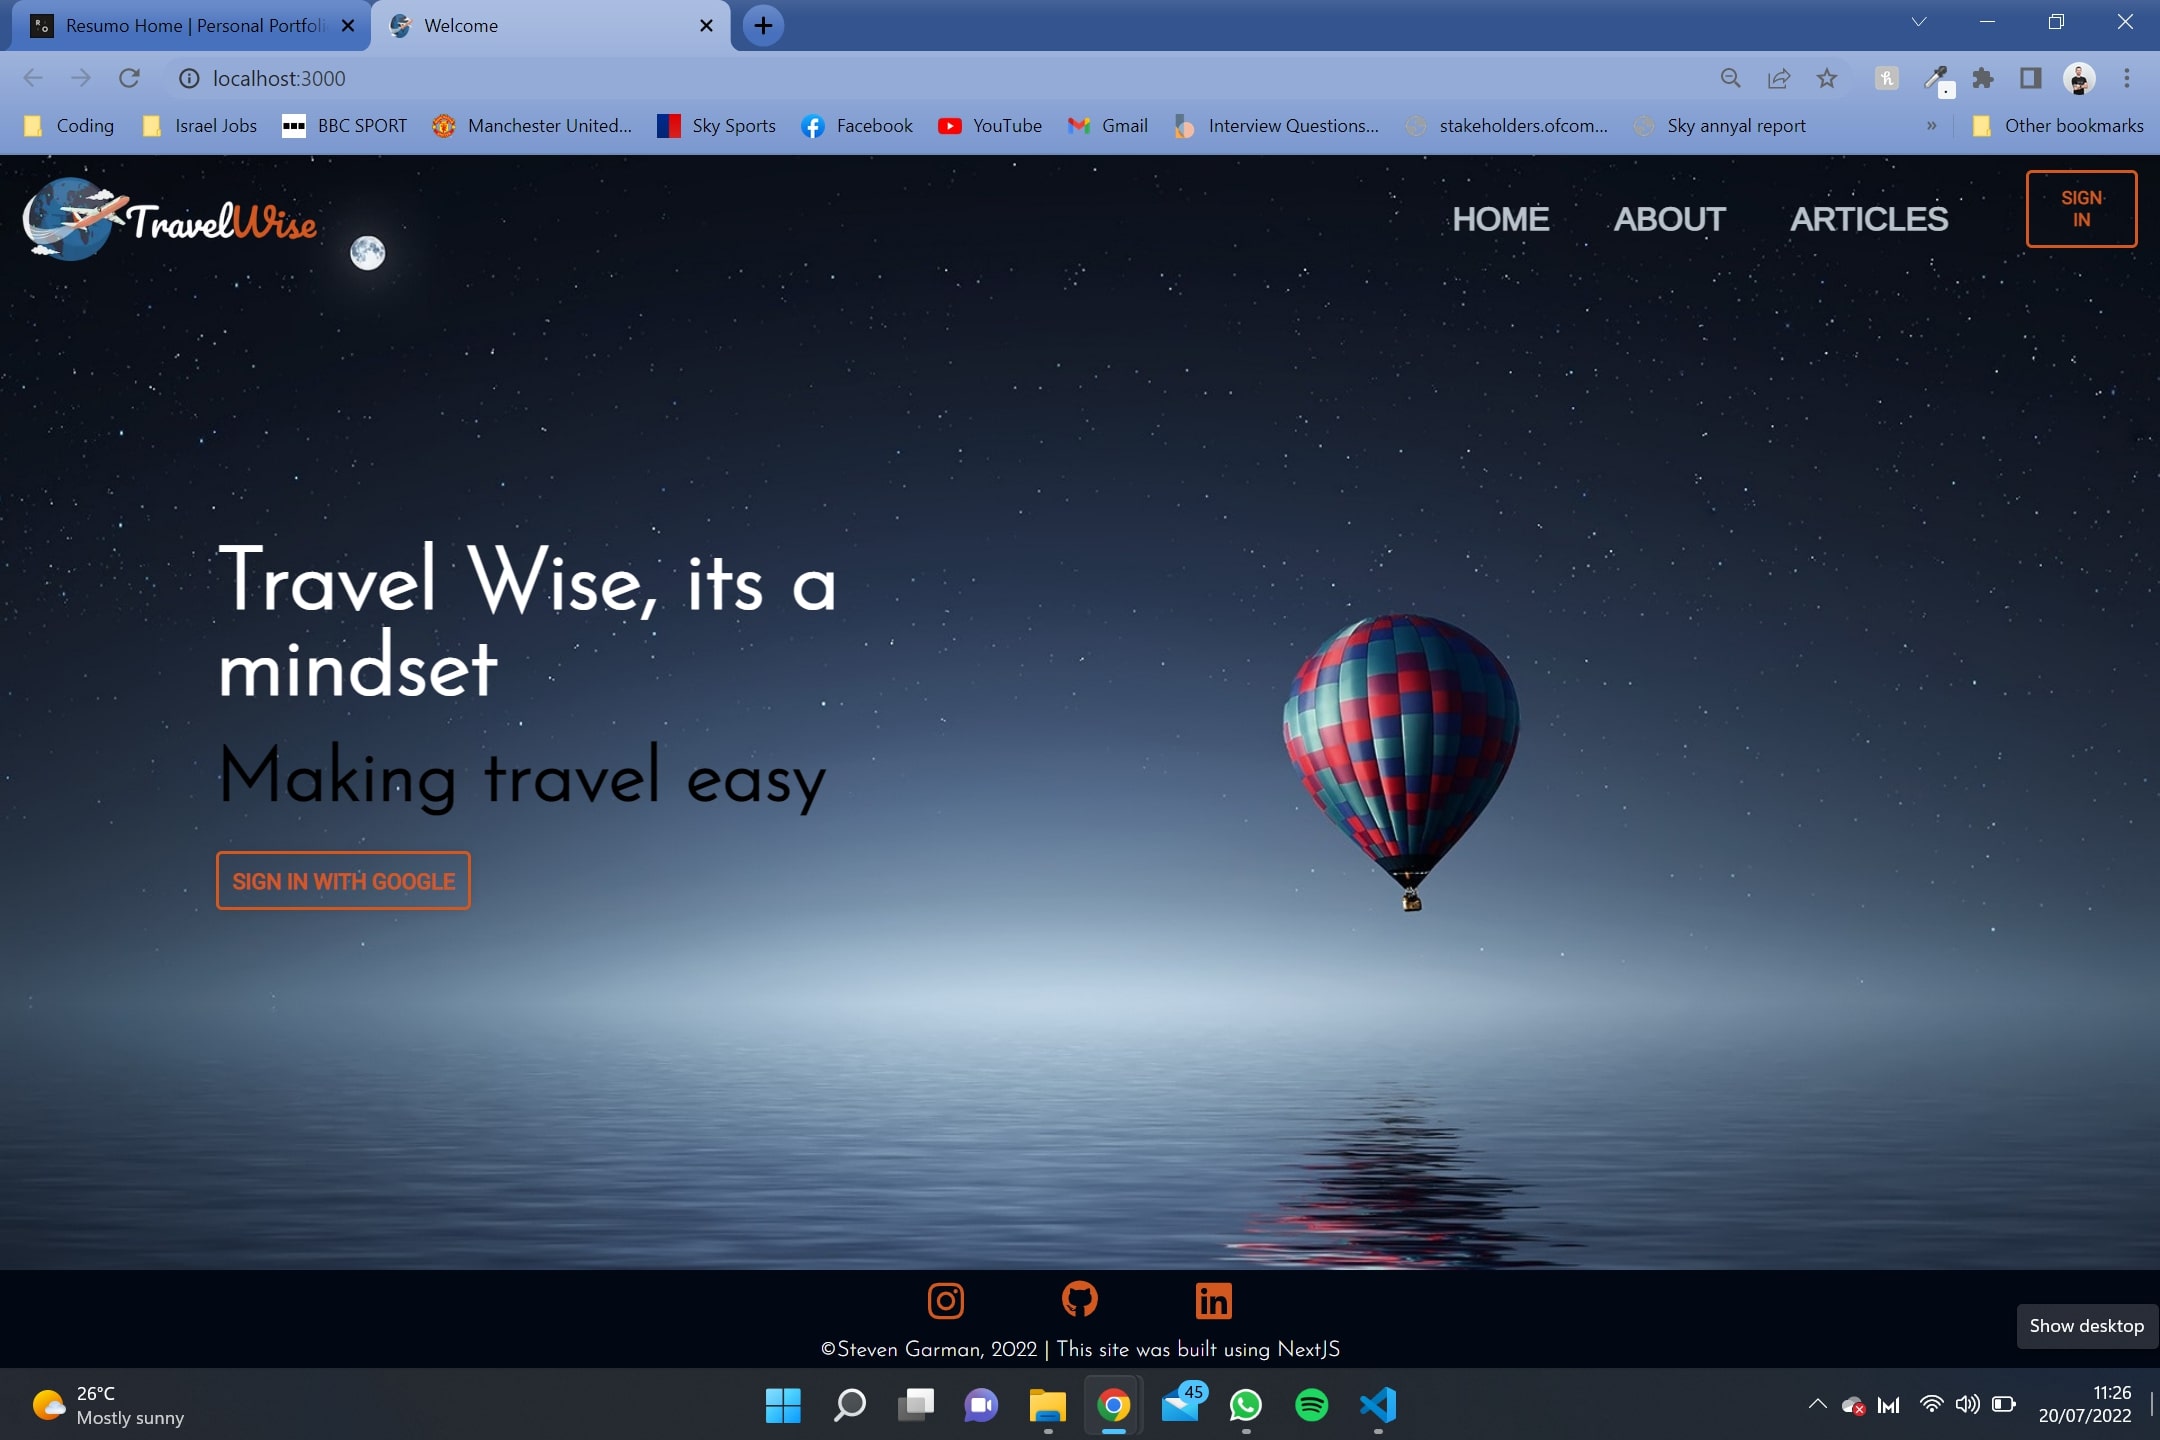 Resumo Home | Personal Portfoli
Welcome
localhost:3000
Coding
Israel Jobs
BBC SPORT
Manchester United...
Sky Sports
Facebook
YouTube
Gmail
Interview Questions...
stakeholders.ofcom...
Sky annyal report
»
Other bookmarks
TravelWise
HOME
ABOUT
ARTICLES
SIGN
IN
Travel Wise, its a
mindset
Making travel easy
SIGN IN WITH GOOGLE
©Steven Garman, 2022 | This site was built using NextJS
Show desktop
26°C
Mostly sunny
45
11:26
20/07/2022